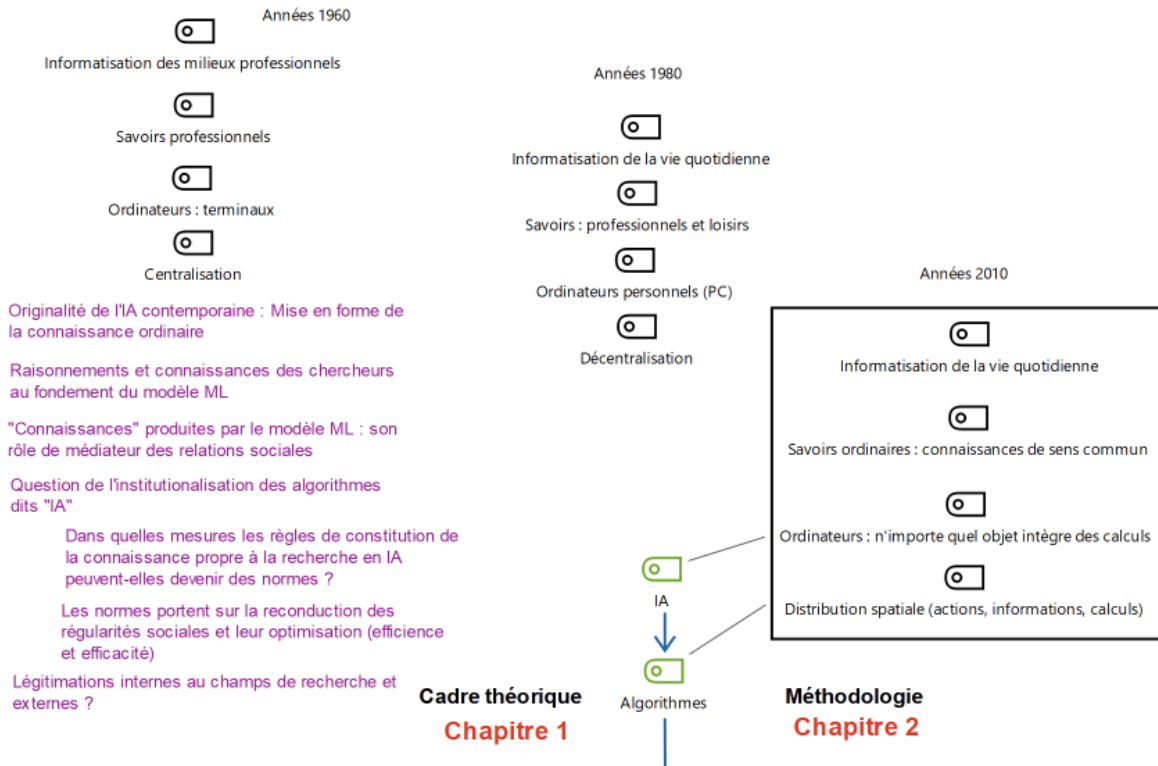 Années 1960
Informatisation des milieux professionnels
Savoirs professionnels
Ordinateurs : terminaux
Centralisation
Années 1980
Informatisation de la vie quotidienne
Savoirs : professionnels et loisirs
Ordinateurs personnels (PC)
Décentralisation
Années 2010
Informatisation de la vie quotidienne
Savoirs ordinaires : connaissances de sens commun
Ordinateurs : n'importe quel objet intègre des calculs
Distribution spatiale (actions, informations, calculs)
Originalité de l'IA contemporaine : Mise en forme de
la connaissance ordinaire
Raisonnements et connaissances des chercheurs
au fondement du modèle ML
"Connaissances" produites par le modèle ML : son
rôle de médiateur des relations sociales
Question de l'institutionalisation des algorithmes
dits "IA"
Dans quelles mesures les règles de constitution de
la connaissance propre à la recherche en IA
peuvent-elles devenir des normes ?
Les normes portent sur la reconduction des
régularités sociales et leur optimisation (efficience
et efficacité)
Légitimations internes au champs de recherche et
externes ?
IA
Algorithmes
Cadre théorique
Chapitre 1
Méthodologie
Chapitre 2